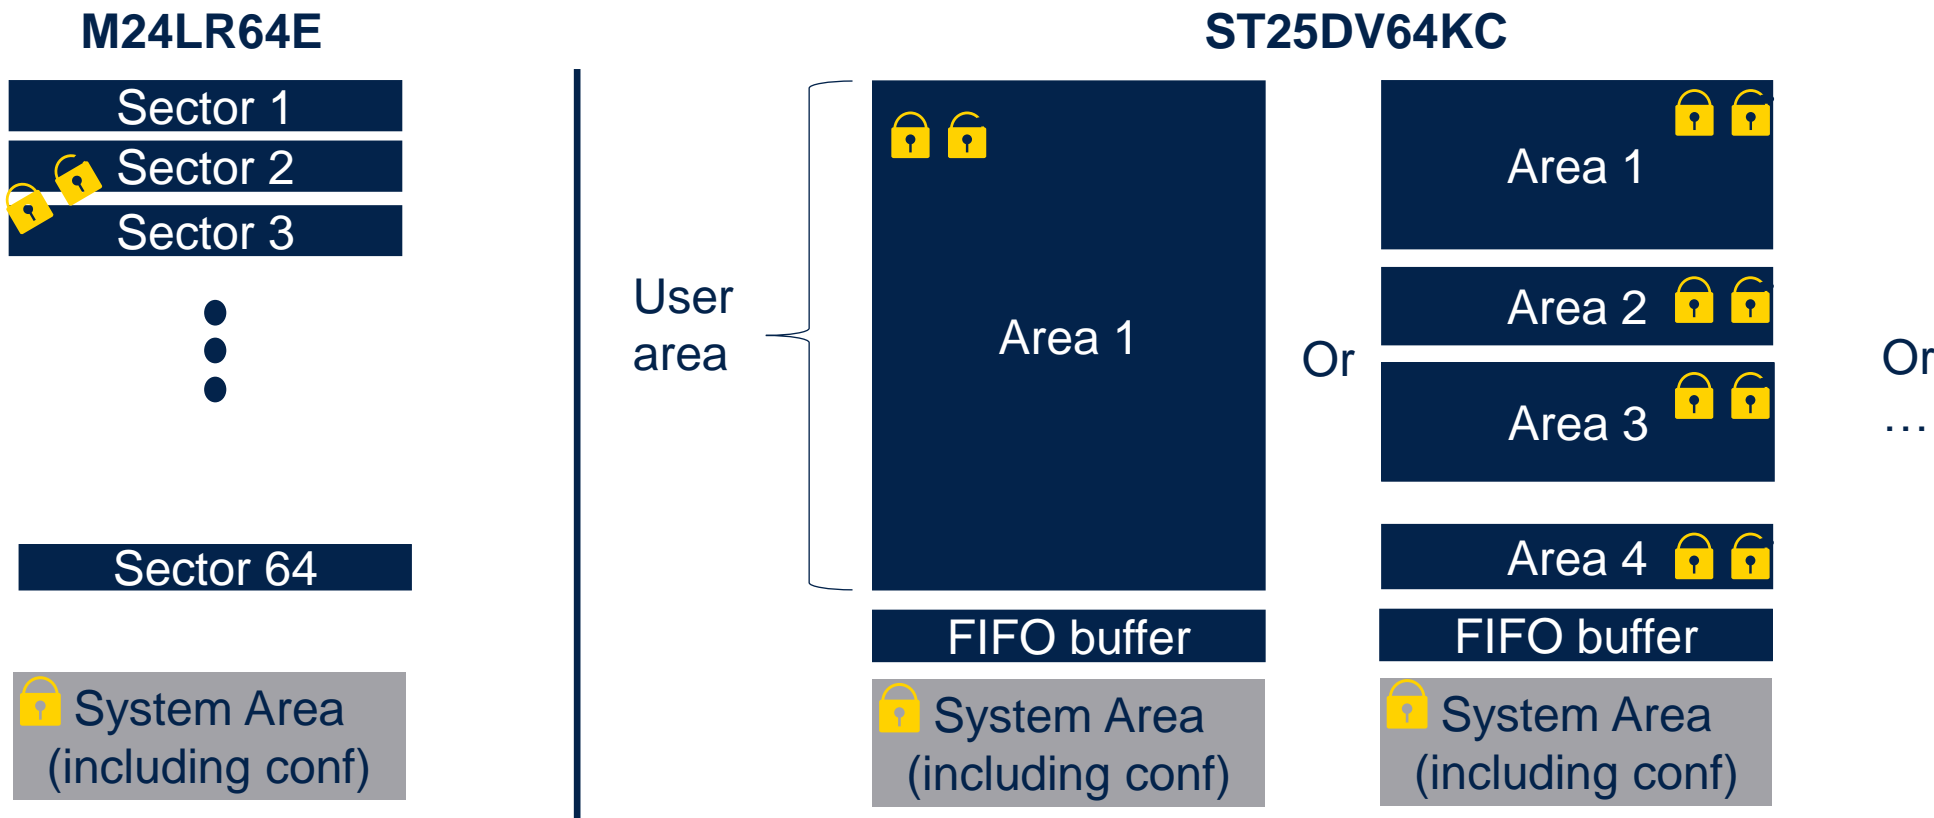 M24LR64E
Sector 1
Sector 2
Sector 3
Sector 64
System Area
(including conf)
ST25DV64KC
User
area
Area 1
FIFO buffer
System Area
(including conf)
Or
Area 1
Area 2
Area 3
Area 4
FIFO buffer
System Area
(including conf)
Or
...